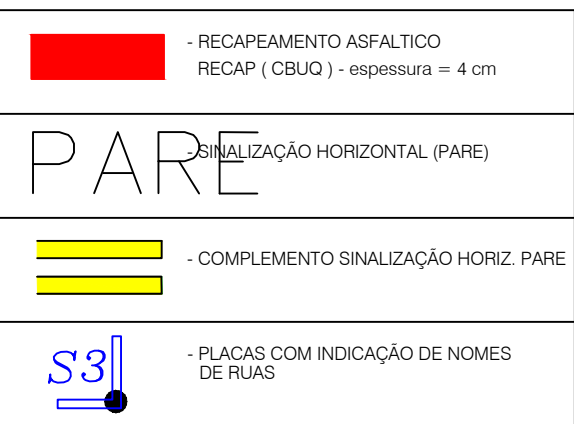 - RECAPEAMENTO ASFALTICO
RECAP ( CBUQ ) - espessura = 4 cm
PARE
- SINALIZAÇÃO HORIZONTAL (PARE)
- COMPLEMENTO SINALIZAÇÃO HORIZ. PARE
S3
- PLACAS COM INDICAÇÃO DE NOMES
DE RUAS